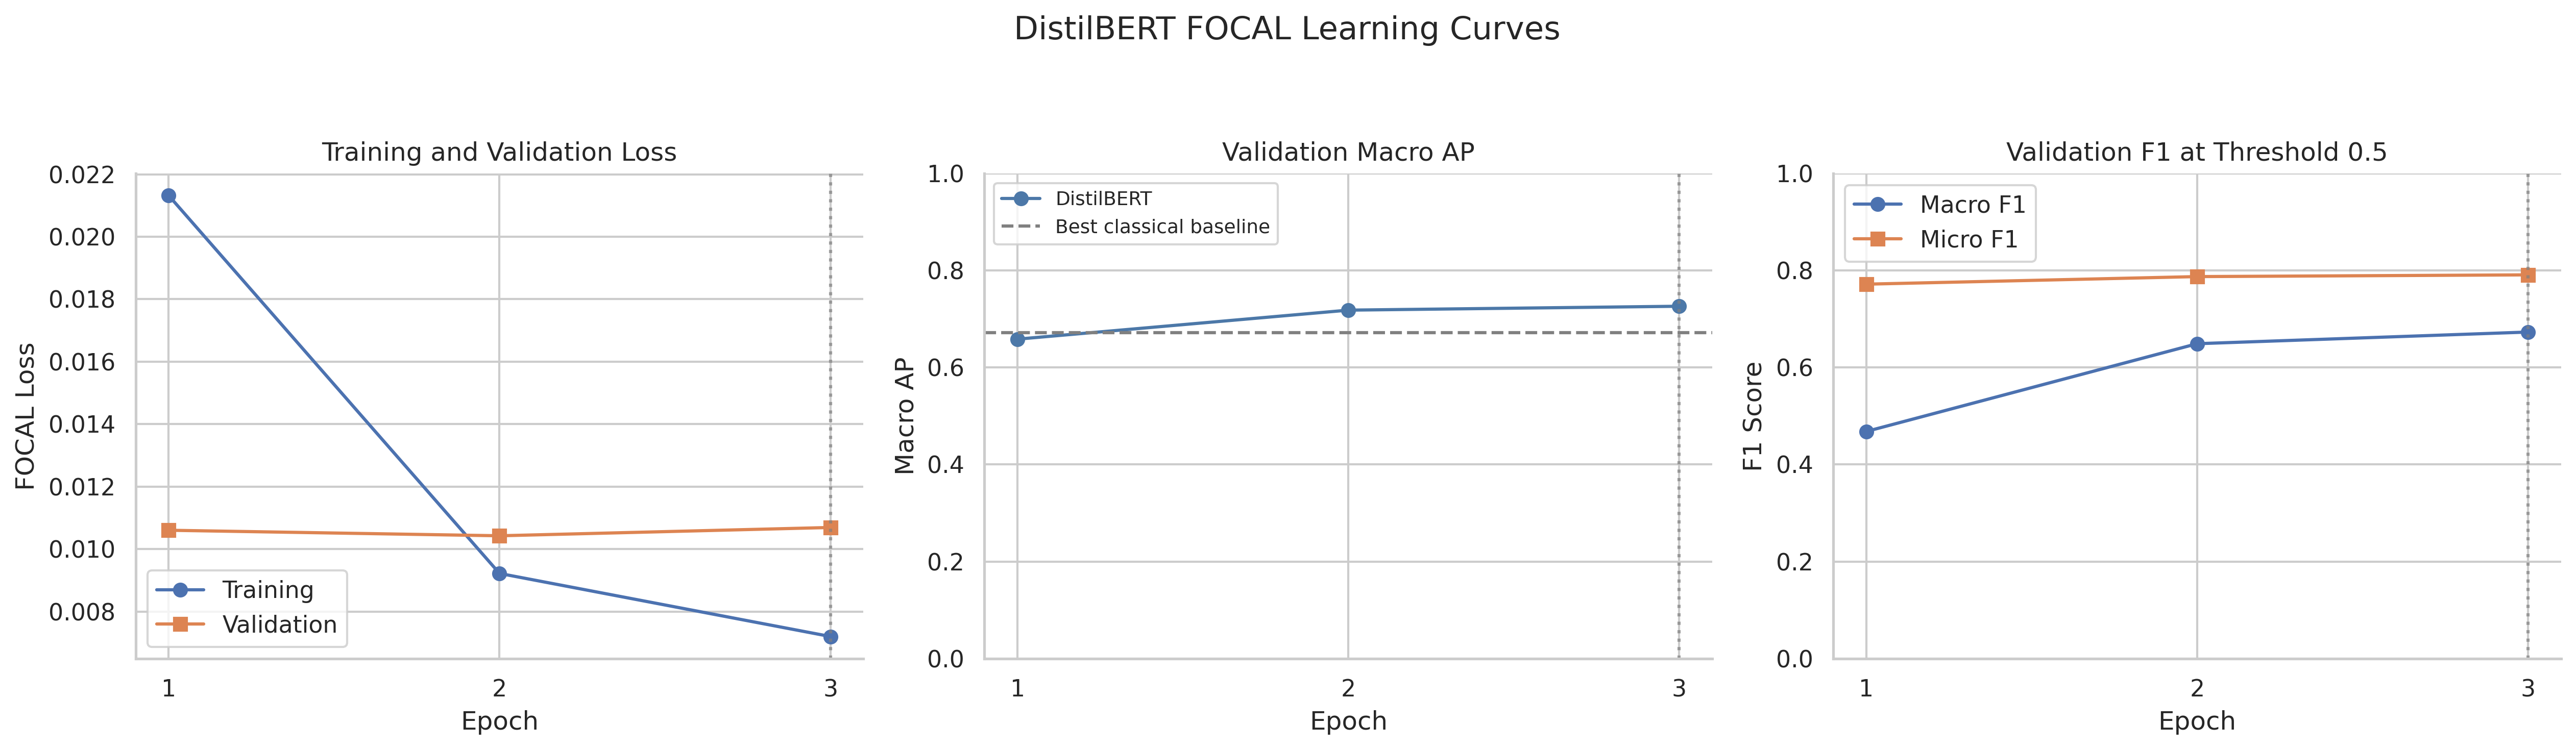 DistilBERT FOCAL Learning Curves
Training and Validation Loss
FOCAL Loss
0.022
0.020
0.018
0.016
0.014
0.012
0.010
0.008
Training
Validation
1 2 3
Epoch
Validation Macro AP
Macro AP
1.0
0.8
0.6
0.4
0.2
0.0
DistilBERT
Best classical baseline
1 2 3
Epoch
Validation F1 at Threshold 0.5
F1 Score
1.0
0.8
0.6
0.4
0.2
0.0
Macro F1
Micro F1
1 2 3
Epoch